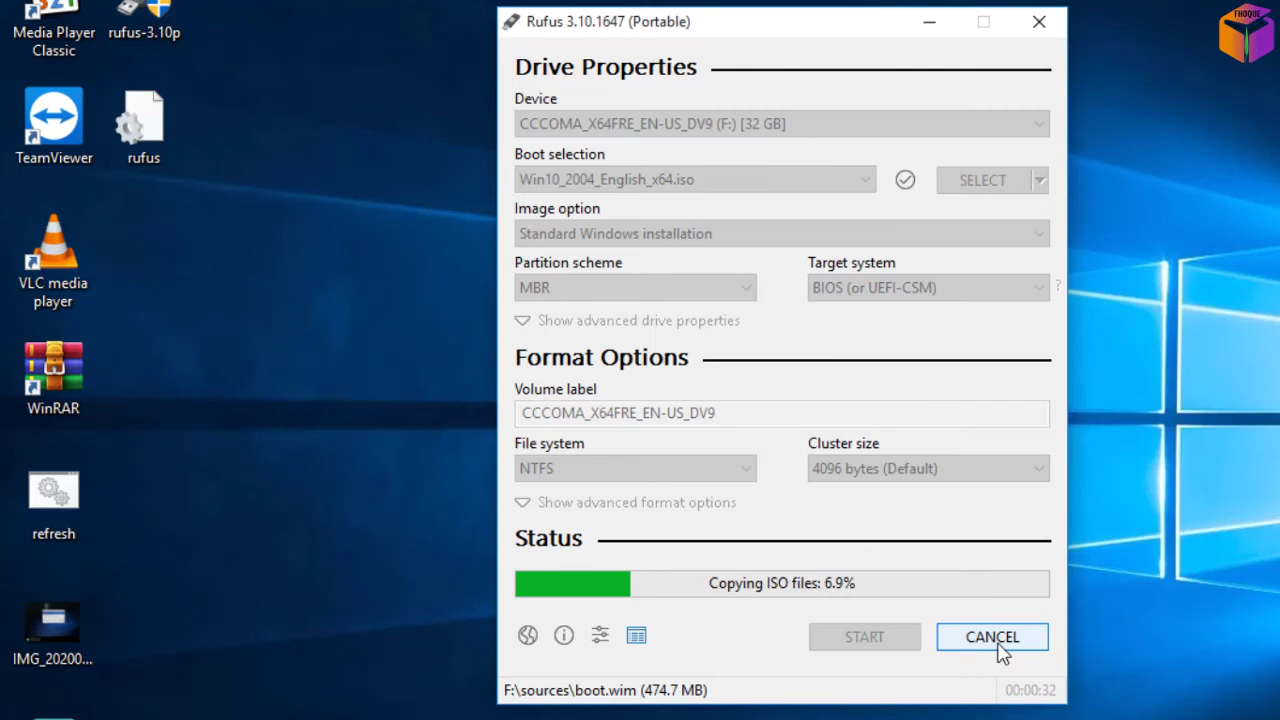 Media Player
Classic
rufus-3.10p
TeamViewer
rufus
VLC media
player
WinRAR
refresh
IMG_20200...
Rufus 3.10.1647 (Portable)
Drive Properties
Device
CCCOMA_X64FRE_EN-US_DV9 (F:) [32 GB]
Boot selection
Win10_2004_English_x64.iso
SELECT
Image option
Standard Windows installation
Partition scheme
Target system
MBR
BIOS (or UEFI-CSM)
?
Show advanced drive properties
Format Options
Volume label
CCCOMA_X64FRE_EN-US_DV9
File system
Cluster size
NTFS
4096 bytes (Default)
Show advanced format options
Status
Copying ISO files: 6.9%
START
CANCEL
F:\sources\boot.wim (474.7 MB)
00:00:32
FHOQUE